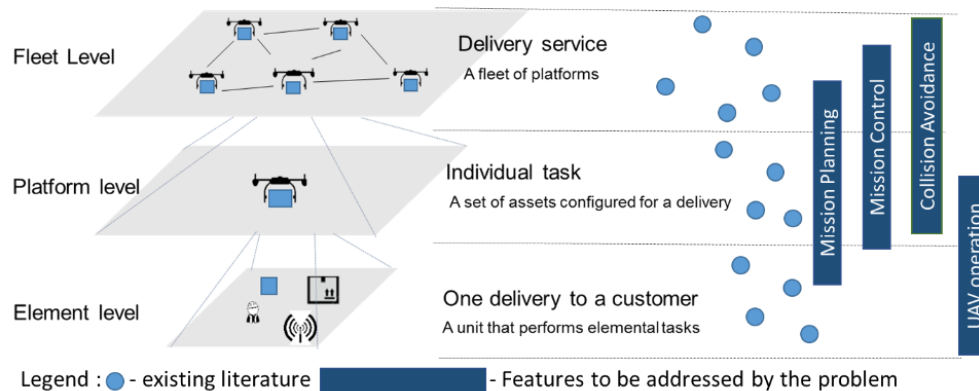 Fleet Level
Delivery service
A fleet of platforms
Platform level
Individual task
A set of assets configured for a delivery
Element level
One delivery to a customer
A unit that performs elemental tasks
Mission Planning
Mission Control
Collision Avoidance
UAV operation
Legend : - existing literature - Features to be addressed by the problem